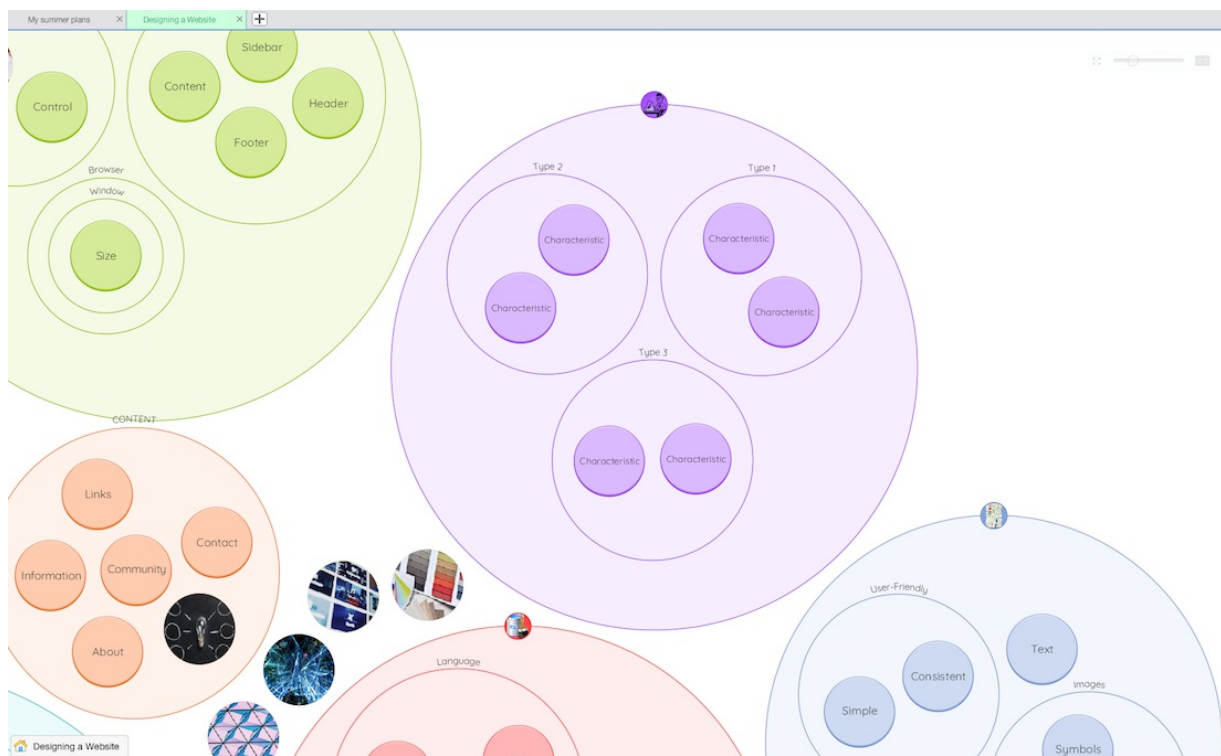 My summer plans
Designing a Website
Sidebar
Content
Control
Header
Footer
Browser
Window
Size
Type 2
Type 1
Characteristic
Characteristic
Characteristic
Characteristic
Type 3
Characteristic
Characteristic
CONTENT
Links
Contact
Community
Information
About
User-Friendly
Text
Consistent
Simple
Images
Symbols
Language
Designing a Website